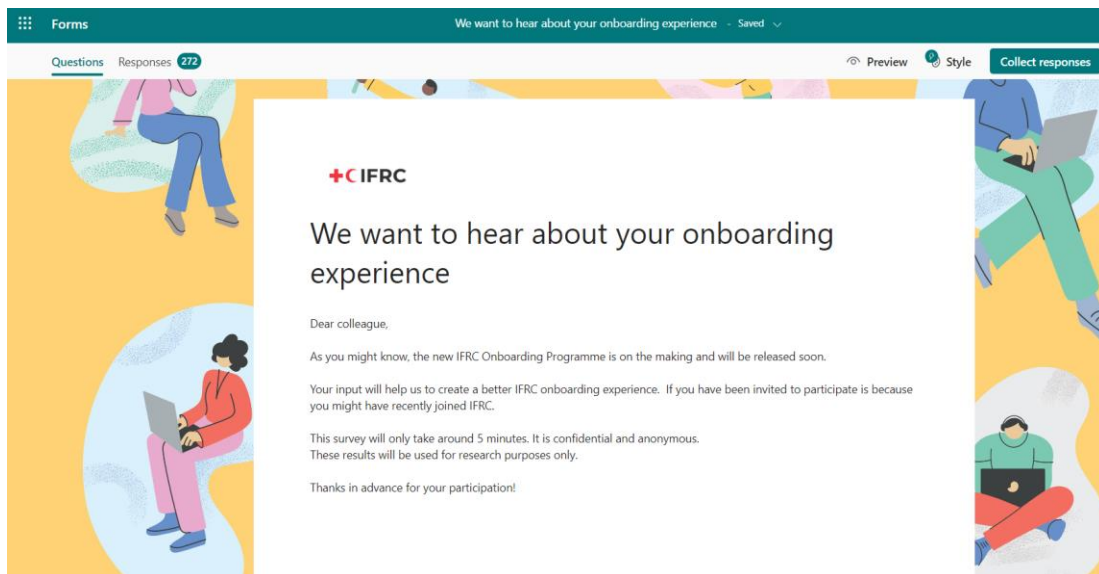 Forms
We want to hear about your onboarding experience - Saved
Questions Responses 272
Preview
Style
Collect responses
IFRC
We want to hear about your onboarding
experience
Dear colleague,
As you might know, the new IFRC Onboarding Programme is on the making and will be released soon.
Your input will help us to create a better IFRC onboarding experience.  If you have been invited to participate is because
you might have recently joined IFRC.
This survey will only take around 5 minutes. It is confidential and anonymous.
These results will be used for research purposes only.
Thanks in advance for your participation!